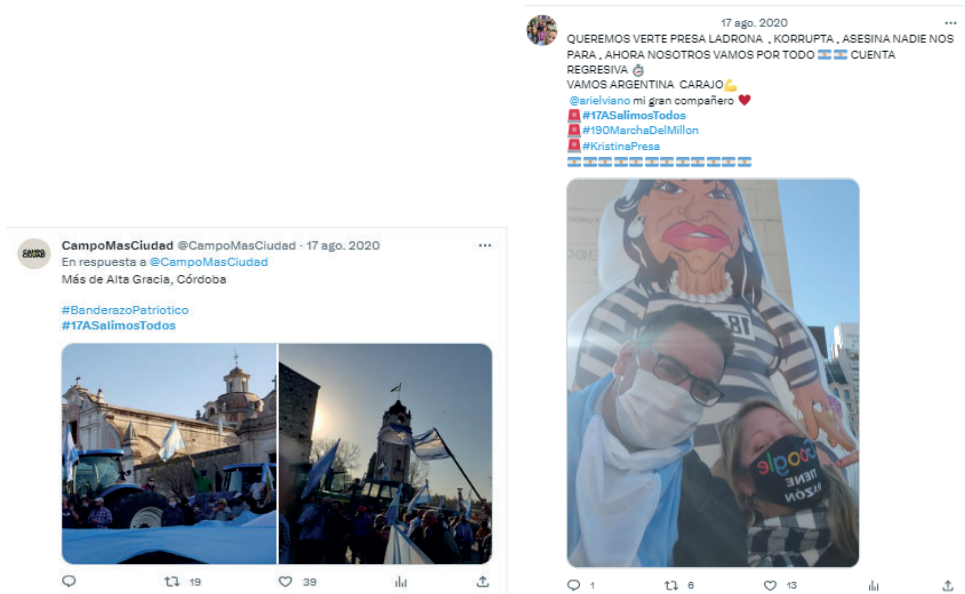 CampoMasCiudad @CampoMasCiudad · 17 ago. 2020
En respuesta a @CampoMasCiudad
Más de Alta Gracia, Córdoba
#BanderazoPatriotico
#17ASalimosTodos
19
39
17 ago. 2020
QUEREMOS VERTE PRESA LADRONA , KORRUPTA , ASESINA NADIE NOS
PARA , AHORA NOSOTROS VAMOS POR TODO 🇦🇷🇦🇷 CUENTA
REGRESIVA ⏱
VAMOS ARGENTINA CARAJO💪
@arielviano mi gran compañero ♥
🚨#17ASalimosTodos
🚨#190MarchaDelMillon
🚨#KristinaPresa
🇦🇷🇦🇷🇦🇷🇦🇷🇦🇷🇦🇷🇦🇷🇦🇷🇦🇷🇦🇷🇦🇷🇦🇷
Google
TIENE
RAZÓN
1
6
13